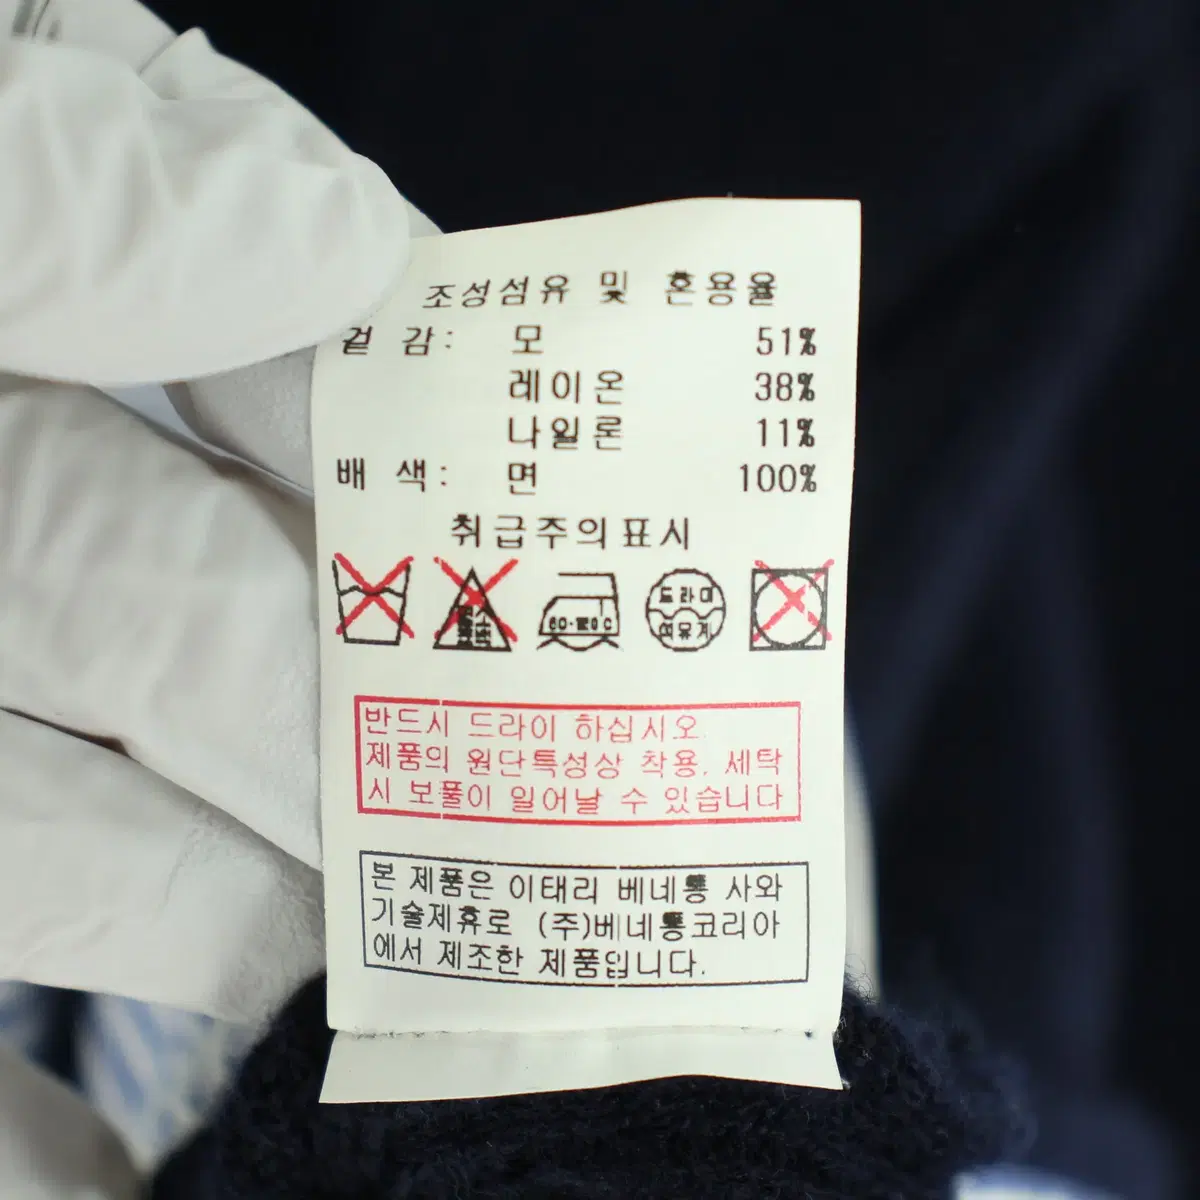 조성섬유 및 혼용율
겉 감: 모 51%
레이온 38%
나일론 11%
배 색: 면 100%
취급주의표시
드라이
석유계
반드시 드라이 하십시오.
제품의 원단특성상 착용, 세탁
시 보풀이 일어날 수 있습니다
본 제품은 이태리 베네통 사와
기술제휴로 (주)베네통코리아
에서 제조한 제품입니다.